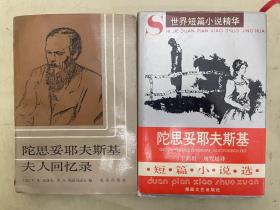 陀思妥耶夫斯基
夫人回忆录
S
世界短篇小说精华
SHI JIE DUAN PIAN XIAO SHUO JING HUA
陀思妥耶夫斯基
·短·篇·小·说·选·
duan pian xiao shuo xuan